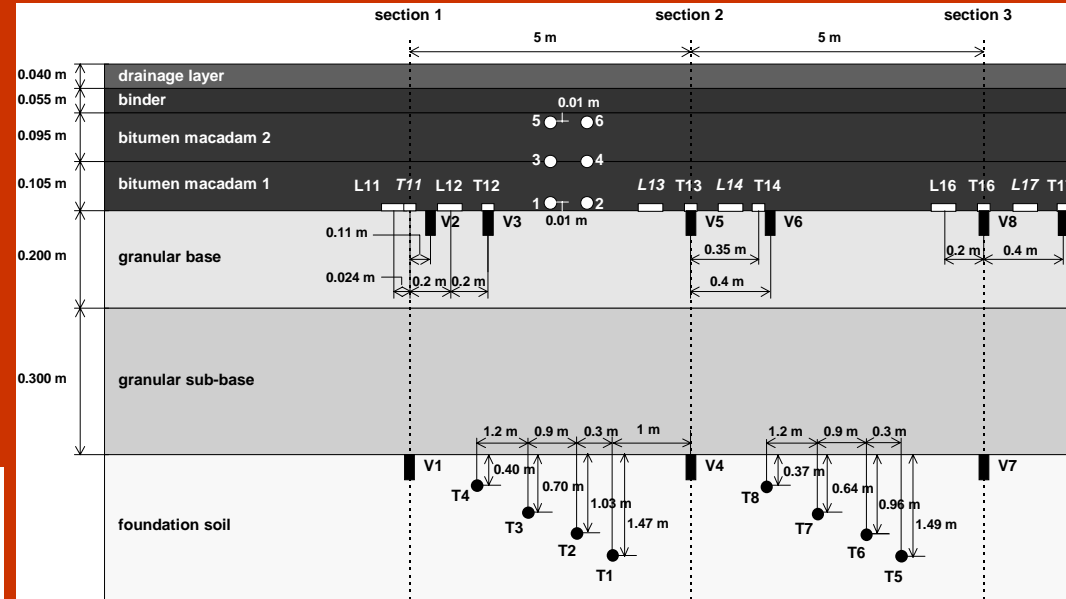 section 1 section 2 section 3
5 m 5 m
0.040 m drainage layer
0.055 m binder
0.01 m
5 6
0.095 m bitumen macadam 2
3 4
0.105 m bitumen macadam 1 L11 T11 L12 T12 L13 T13 L14 T14 L16 T16 L17
1 2
V2 V3 0.01 m V5 V6 V8
0.11 m
0.200 m granular base 0.35 m 0.2 m 0.4 m
0.024 m 0.2 m 0.2 m 0.4 m
0.300 m granular sub-base
1.2 m 0.9 m 0.3 m 1 m 1.2 m 0.9 m 0.3 m
V1 0.40 m V4 0.37 m V7
T4 0.70 m T8 0.64 m
1.03 m 0.96 m
foundation soil T3 1.47 m T7 1.49 m
T2 T6
T1 T5